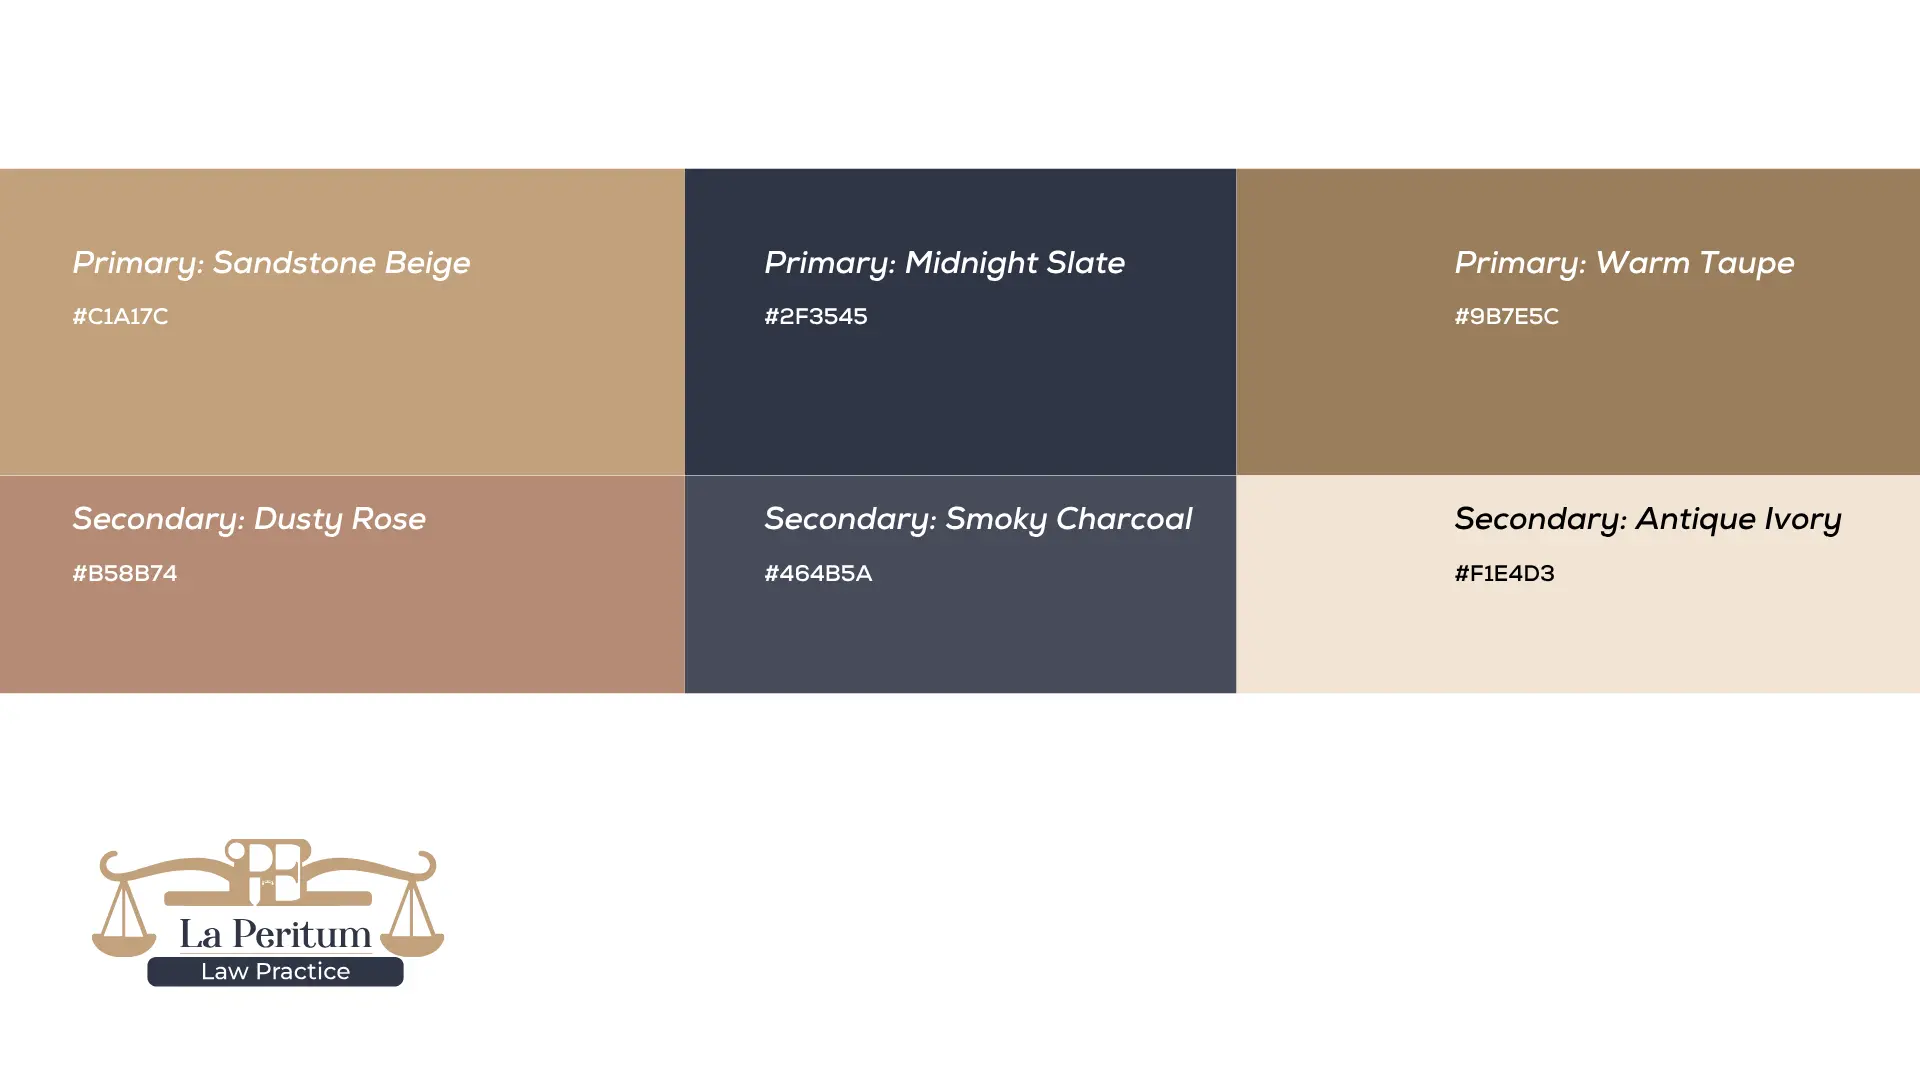 Primary: Sandstone Beige
#C1A17C
Primary: Midnight Slate
#2F3545
Primary: Warm Taupe
#9B7E5C
Secondary: Dusty Rose
#B58B74
Secondary: Smoky Charcoal
#464B5A
Secondary: Antique Ivory
#F1E4D3
PE
La Peritum
Law Practice